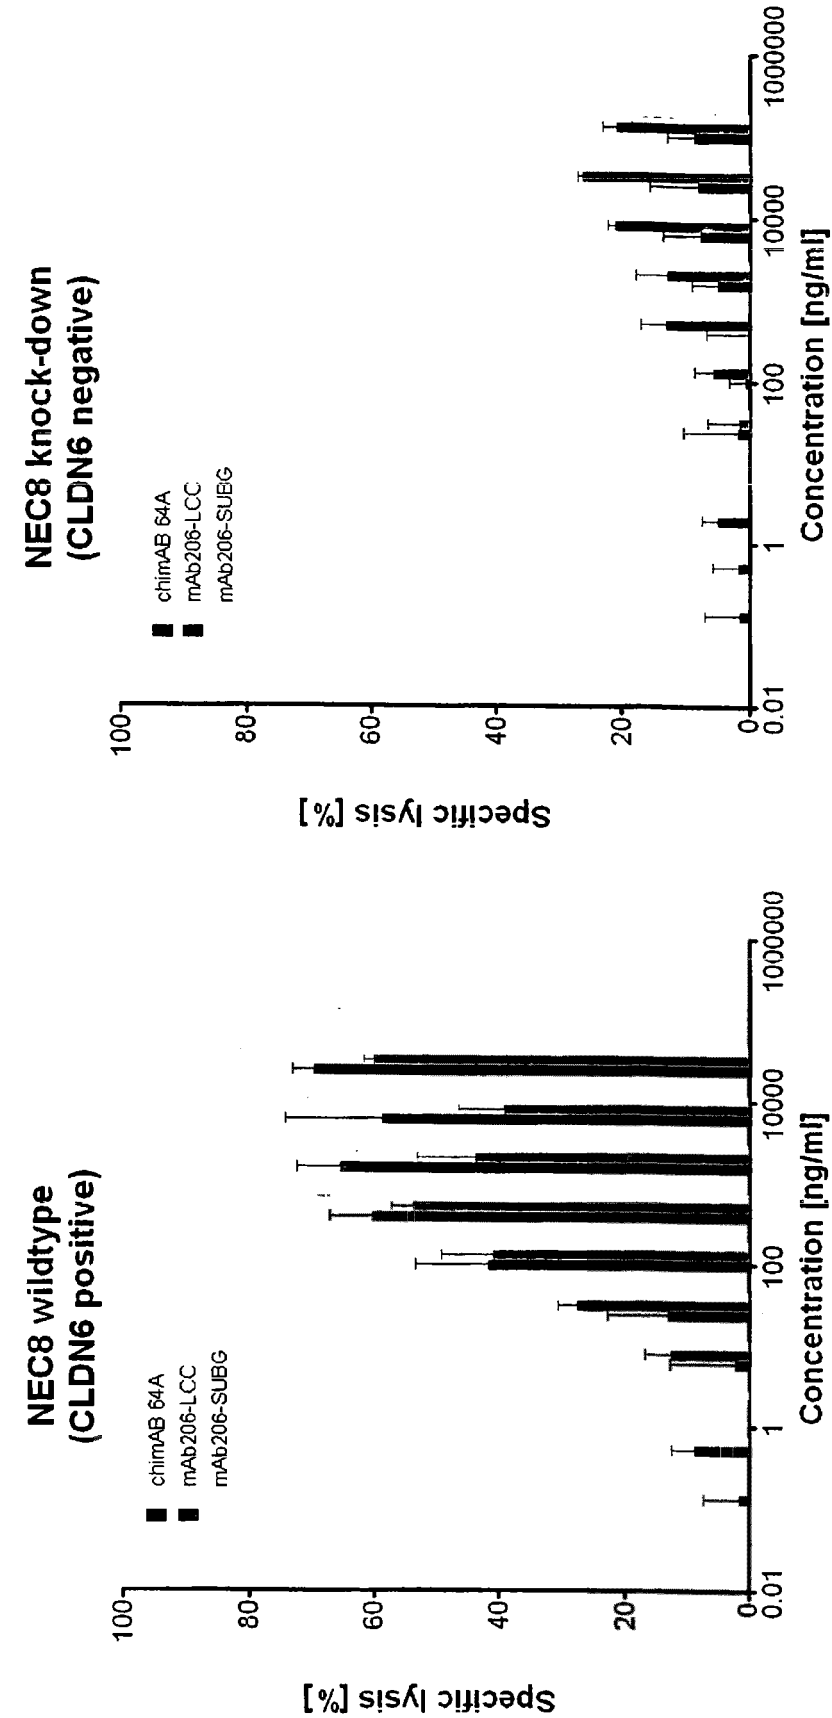 NEC8 wildtype
(CLDN6 positive)
chimAB 64A
mAb206-LCC
mAb206-SUBG
Specific lysis [%]
100
80
60
40
20
0
0.01
1
100
10000
1000000
Concentration [ng/ml]
NEC8 knock-down
(CLDN6 negative)
chimAB 64A
mAb206-LCC
mAb206-SUBG
Specific lysis [%]
100
80
60
40
20
0
0.01
1
100
10000
1000000
Concentration [ng/ml]